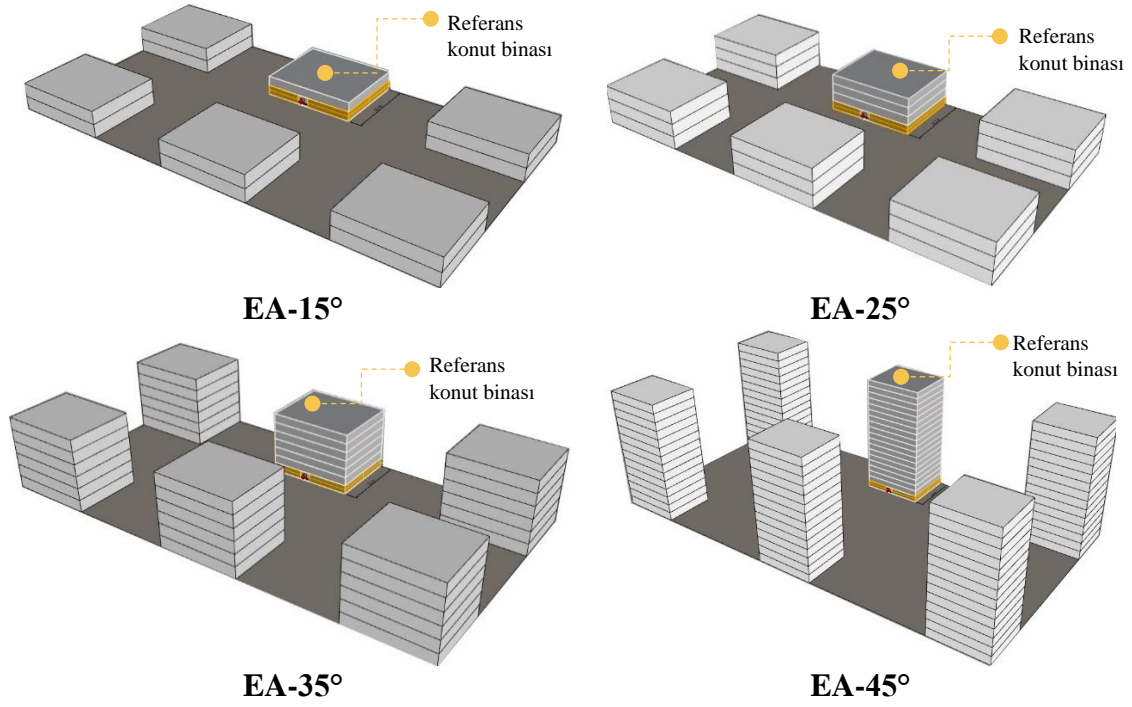 Referans
konut binası
Referans
konut binası
EA-15°
EA-25°
Referans
konut binası
Referans
konut binası
EA-35°
EA-45°